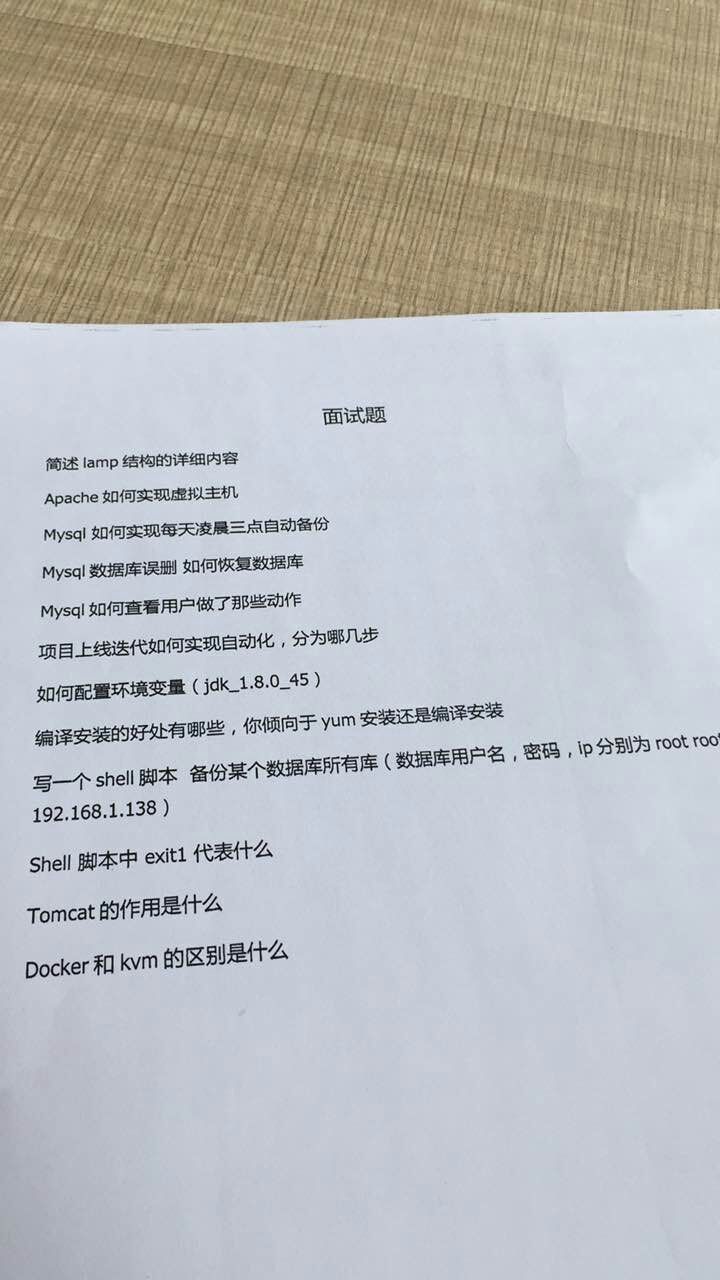 面试题
简述 lamp 结构的详细内容
Apache 如何实现虚拟主机
Mysql 如何实现每天凌晨三点自动备份
Mysql 数据库误删 如何恢复数据库
Mysql 如何查看用户做了那些动作
项目上线迭代如何实现自动化，分为哪几步
如何配置环境变量（jdk_1.8.0_45）
编译安装的好处有哪些，你倾向于 yum 安装还是编译安装
写一个 shell 脚本 备份某个数据库所有库（数据库用户名，密码，ip 分别为 root
192.168.1.138）
Shell 脚本中 exit1 代表什么
Tomcat 的作用是什么
Docker 和 kvm 的区别是什么